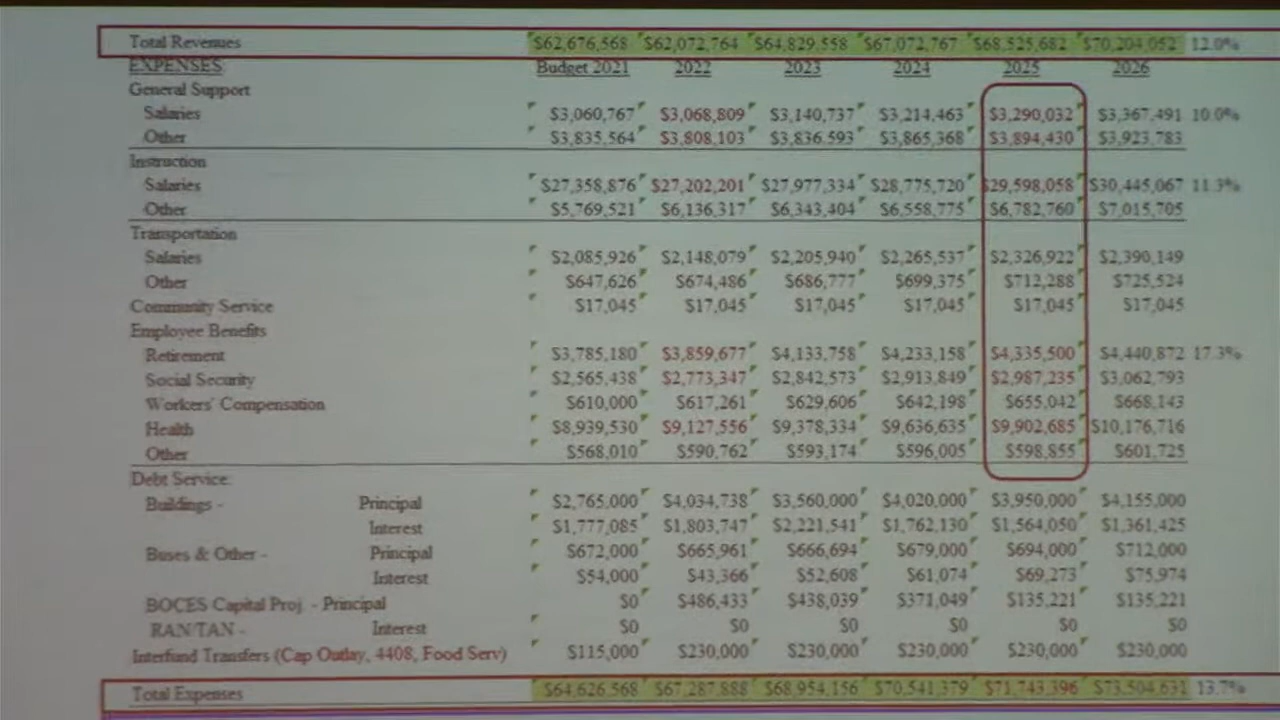 Total Revenues $62,676,568 $62,072,764 $64,829,558 $67,072,767 $68,525,682 $70,204,052 12.0%
EXPENSES Budget 2021 2022 2023 2024 2025 2026
General Support
Salaries $3,060,767 $3,068,809 $3,140,737 $3,214,463 $3,290,032 $3,367,491 10.0%
Other $3,835,564 $3,808,103 $3,836,593 $3,865,368 $3,894,430 $3,923,783
Instruction
Salaries $27,358,876 $27,202,201 $27,977,334 $28,775,720 $29,598,058 $30,445,067 11.3%
Other $5,769,521 $6,136,317 $6,343,404 $6,558,775 $6,782,760 $7,015,705
Transportation
Salaries $2,085,926 $2,148,079 $2,205,940 $2,265,537 $2,326,922 $2,390,149
Other $647,626 $674,486 $686,777 $699,375 $712,288 $725,524
Community Service $17,045 $17,045 $17,045 $17,045 $17,045 $17,045
Employee Benefits
Retirement $3,785,180 $3,859,677 $4,133,758 $4,233,158 $4,335,500 $4,440,872 17.3%
Social Security $2,565,438 $2,773,347 $2,842,573 $2,913,849 $2,987,235 $3,062,793
Workers' Compensation $610,000 $617,261 $629,606 $642,198 $655,042 $668,143
Health $8,939,530 $9,127,556 $9,378,334 $9,636,635 $9,902,685 $10,176,716
Other $568,010 $590,762 $593,174 $596,005 $598,855 $601,725
Debt Service:
Buildings - Principal $2,765,000 $4,034,738 $3,560,000 $4,020,000 $3,950,000 $4,155,000
Interest $1,777,085 $1,803,747 $2,221,541 $1,762,130 $1,564,050 $1,361,425
Buses & Other - Principal $672,000 $665,961 $666,694 $679,000 $694,000 $712,000
Interest $54,000 $43,366 $52,608 $61,074 $69,273 $75,974
BOCES Capital Proj. - Principal $0 $486,433 $438,039 $371,049 $135,221 $135,221
RAN/TAN - Interest $0 $0 $0 $0 $0 $0
Interfund Transfers (Cap Outlay, 4408, Food Serv) $115,000 $230,000 $230,000 $230,000 $230,000 $230,000
Total Expenses $64,626,568 $67,287,888 $68,954,156 $70,541,379 $71,743,396 $73,504,631 13.7%